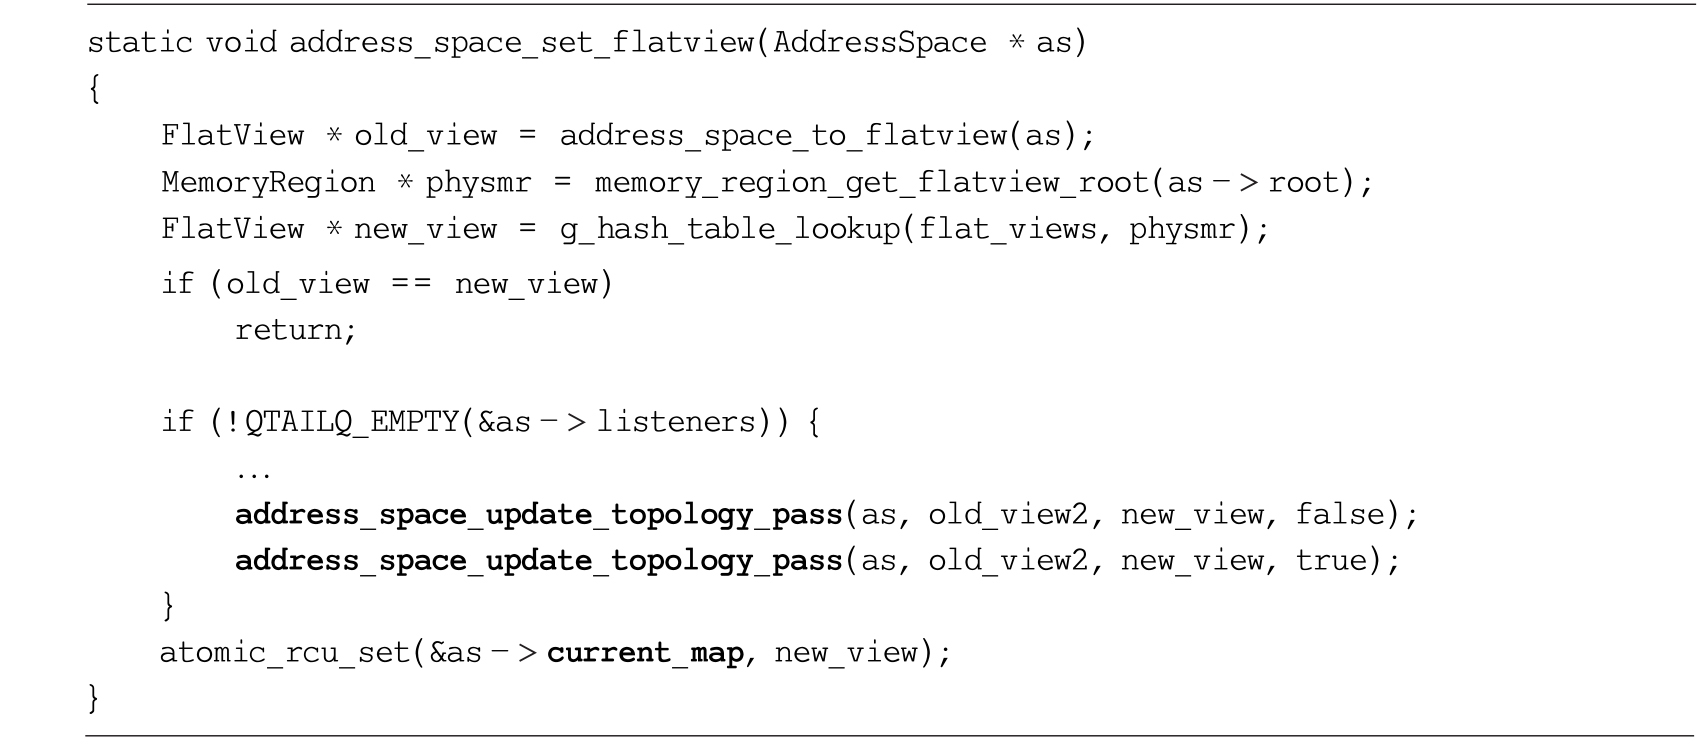 static void address_space_set_flatview(AddressSpace * as)
{
FlatView * old_view = address_space_to_flatview(as);
MemoryRegion * physmr = memory_region_get_flatview_root(as -> root);
FlatView * new_view = g_hash_table_lookup(flat_views, physmr);
if (old_view == new_view)
return;
if (!QTAILQ_EMPTY(&as -> listeners)) {
...
address_space_update_topology_pass(as, old_view2, new_view, false);
address_space_update_topology_pass(as, old_view2, new_view, true);
}
atomic_rcu_set(&as -> current_map, new_view);
}